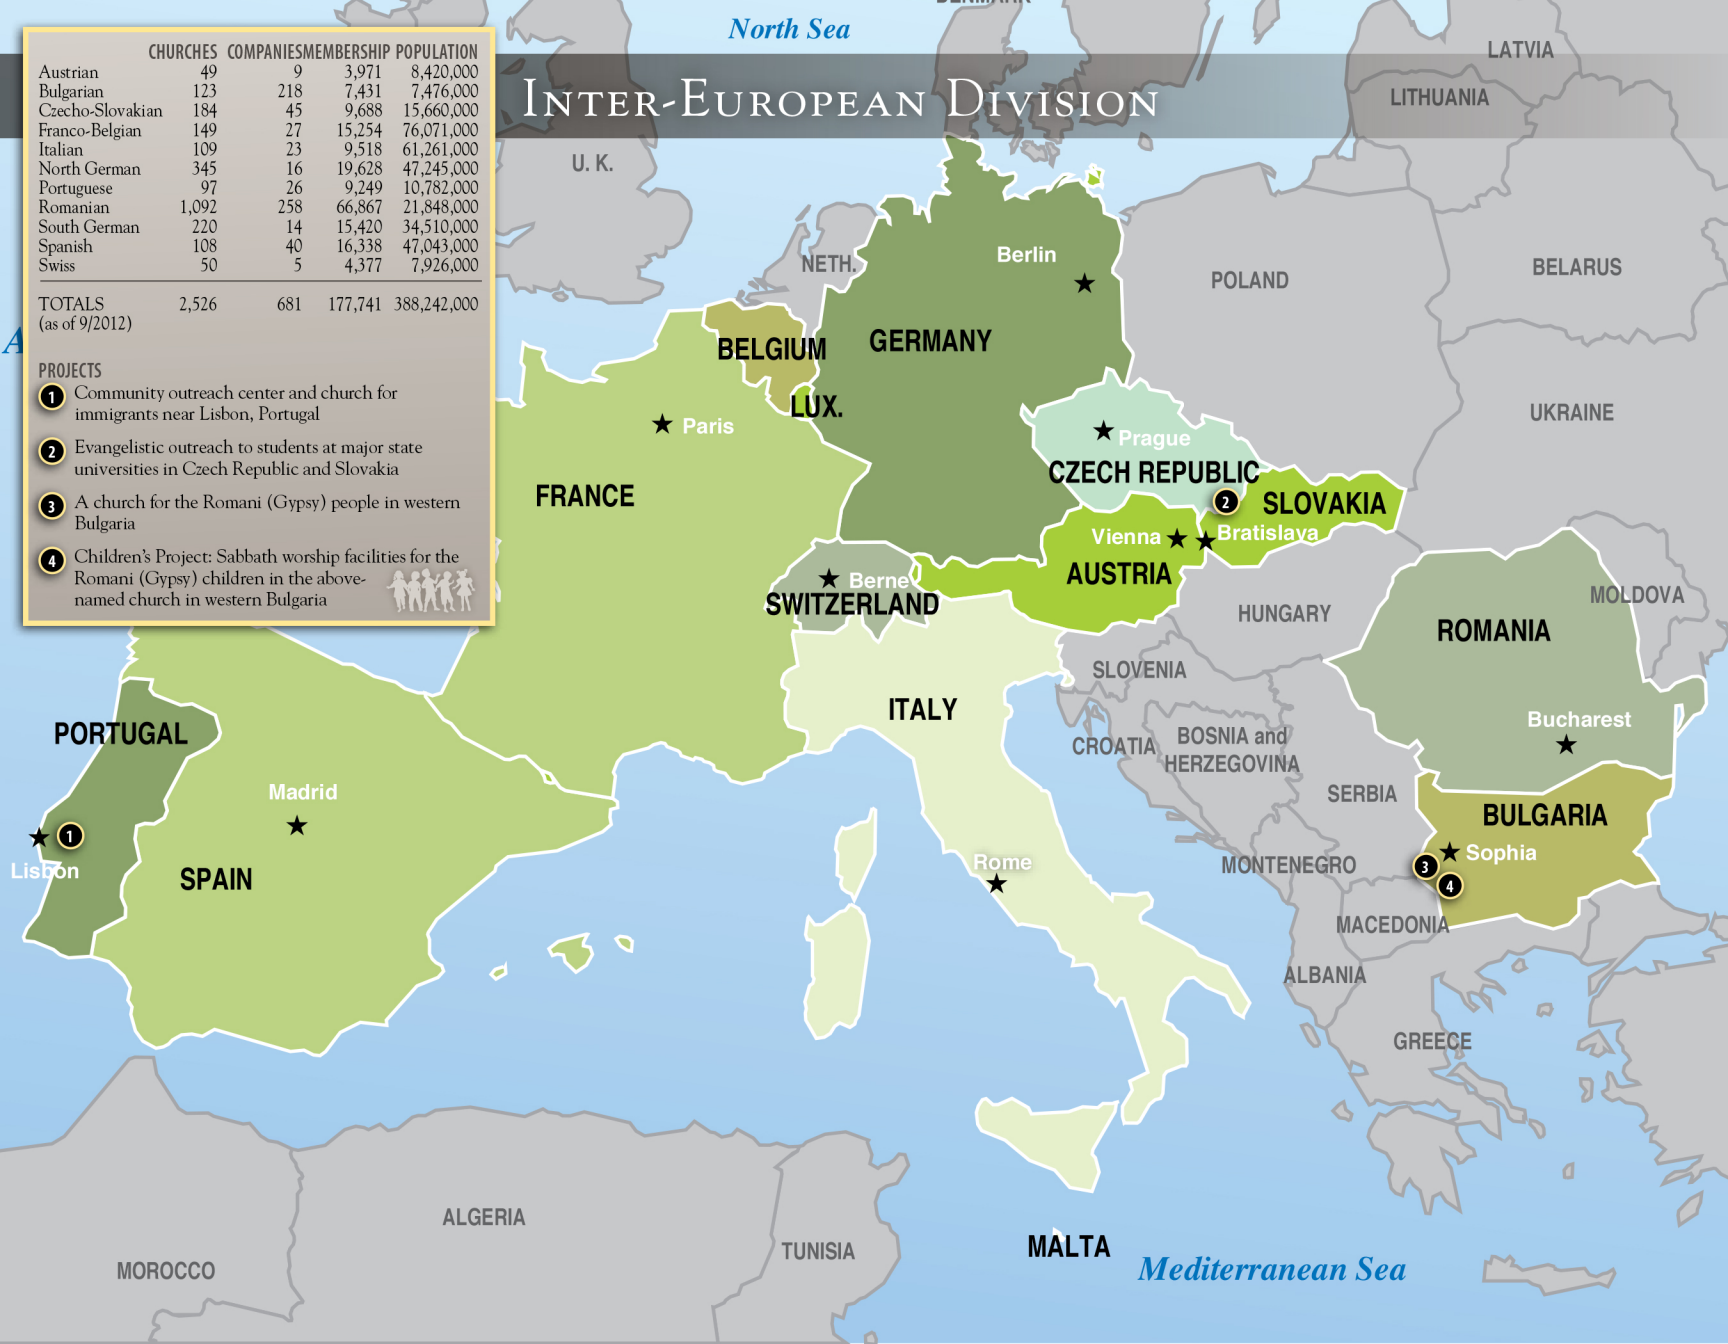 DENMARK
North Sea
Inter-European Division
CHURCHES COMPANIES MEMBERSHIP POPULATION
Austrian 49 9 3,971 8,420,000
Bulgarian 123 218 7,431 7,476,000
Czecho-Slovakian 184 45 9,688 15,660,000
Franco-Belgian 149 27 15,254 76,071,000
Italian 109 23 9,518 61,261,000
North German 345 16 19,628 47,245,000
Portuguese 97 26 9,249 10,782,000
Romanian 1,092 258 66,867 21,848,000
South German 220 14 15,420 34,510,000
Spanish 108 40 16,338 47,043,000
Swiss 50 5 4,377 7,926,000
TOTALS 2,526 681 177,741 388,242,000
(as of 9/2012)
PROJECTS
1 Community outreach center and church for
immigrants near Lisbon, Portugal
2 Evangelistic outreach to students at major state
universities in Czech Republic and Slovakia
3 A church for the Romani (Gypsy) people in western
Bulgaria
4 Children's Project: Sabbath worship facilities for the
Romani (Gypsy) children in the above-
named church in western Bulgaria
A
LATVIA
LITHUANIA
U. K.
Berlin
NETH.
BELARUS
POLAND
GERMANY
BELGIUM
LUX.
UKRAINE
Paris
Prague
CZECH REPUBLIC
FRANCE
2
SLOVAKIA
Vienna
Bratislava
AUSTRIA
Berne
SWITZERLAND
MOLDOVA
HUNGARY
ROMANIA
SLOVENIA
ITALY
Bucharest
PORTUGAL
CROATIA
BOSNIA and
HERZEGOVINA
Madrid
SERBIA
BULGARIA
1
Lisbon
SPAIN
Rome
Sophia
MONTENEGRO
3
4
MACEDONIA
ALBANIA
GREECE
ALGERIA
MALTA
TUNISIA
Mediterranean Sea
MOROCCO